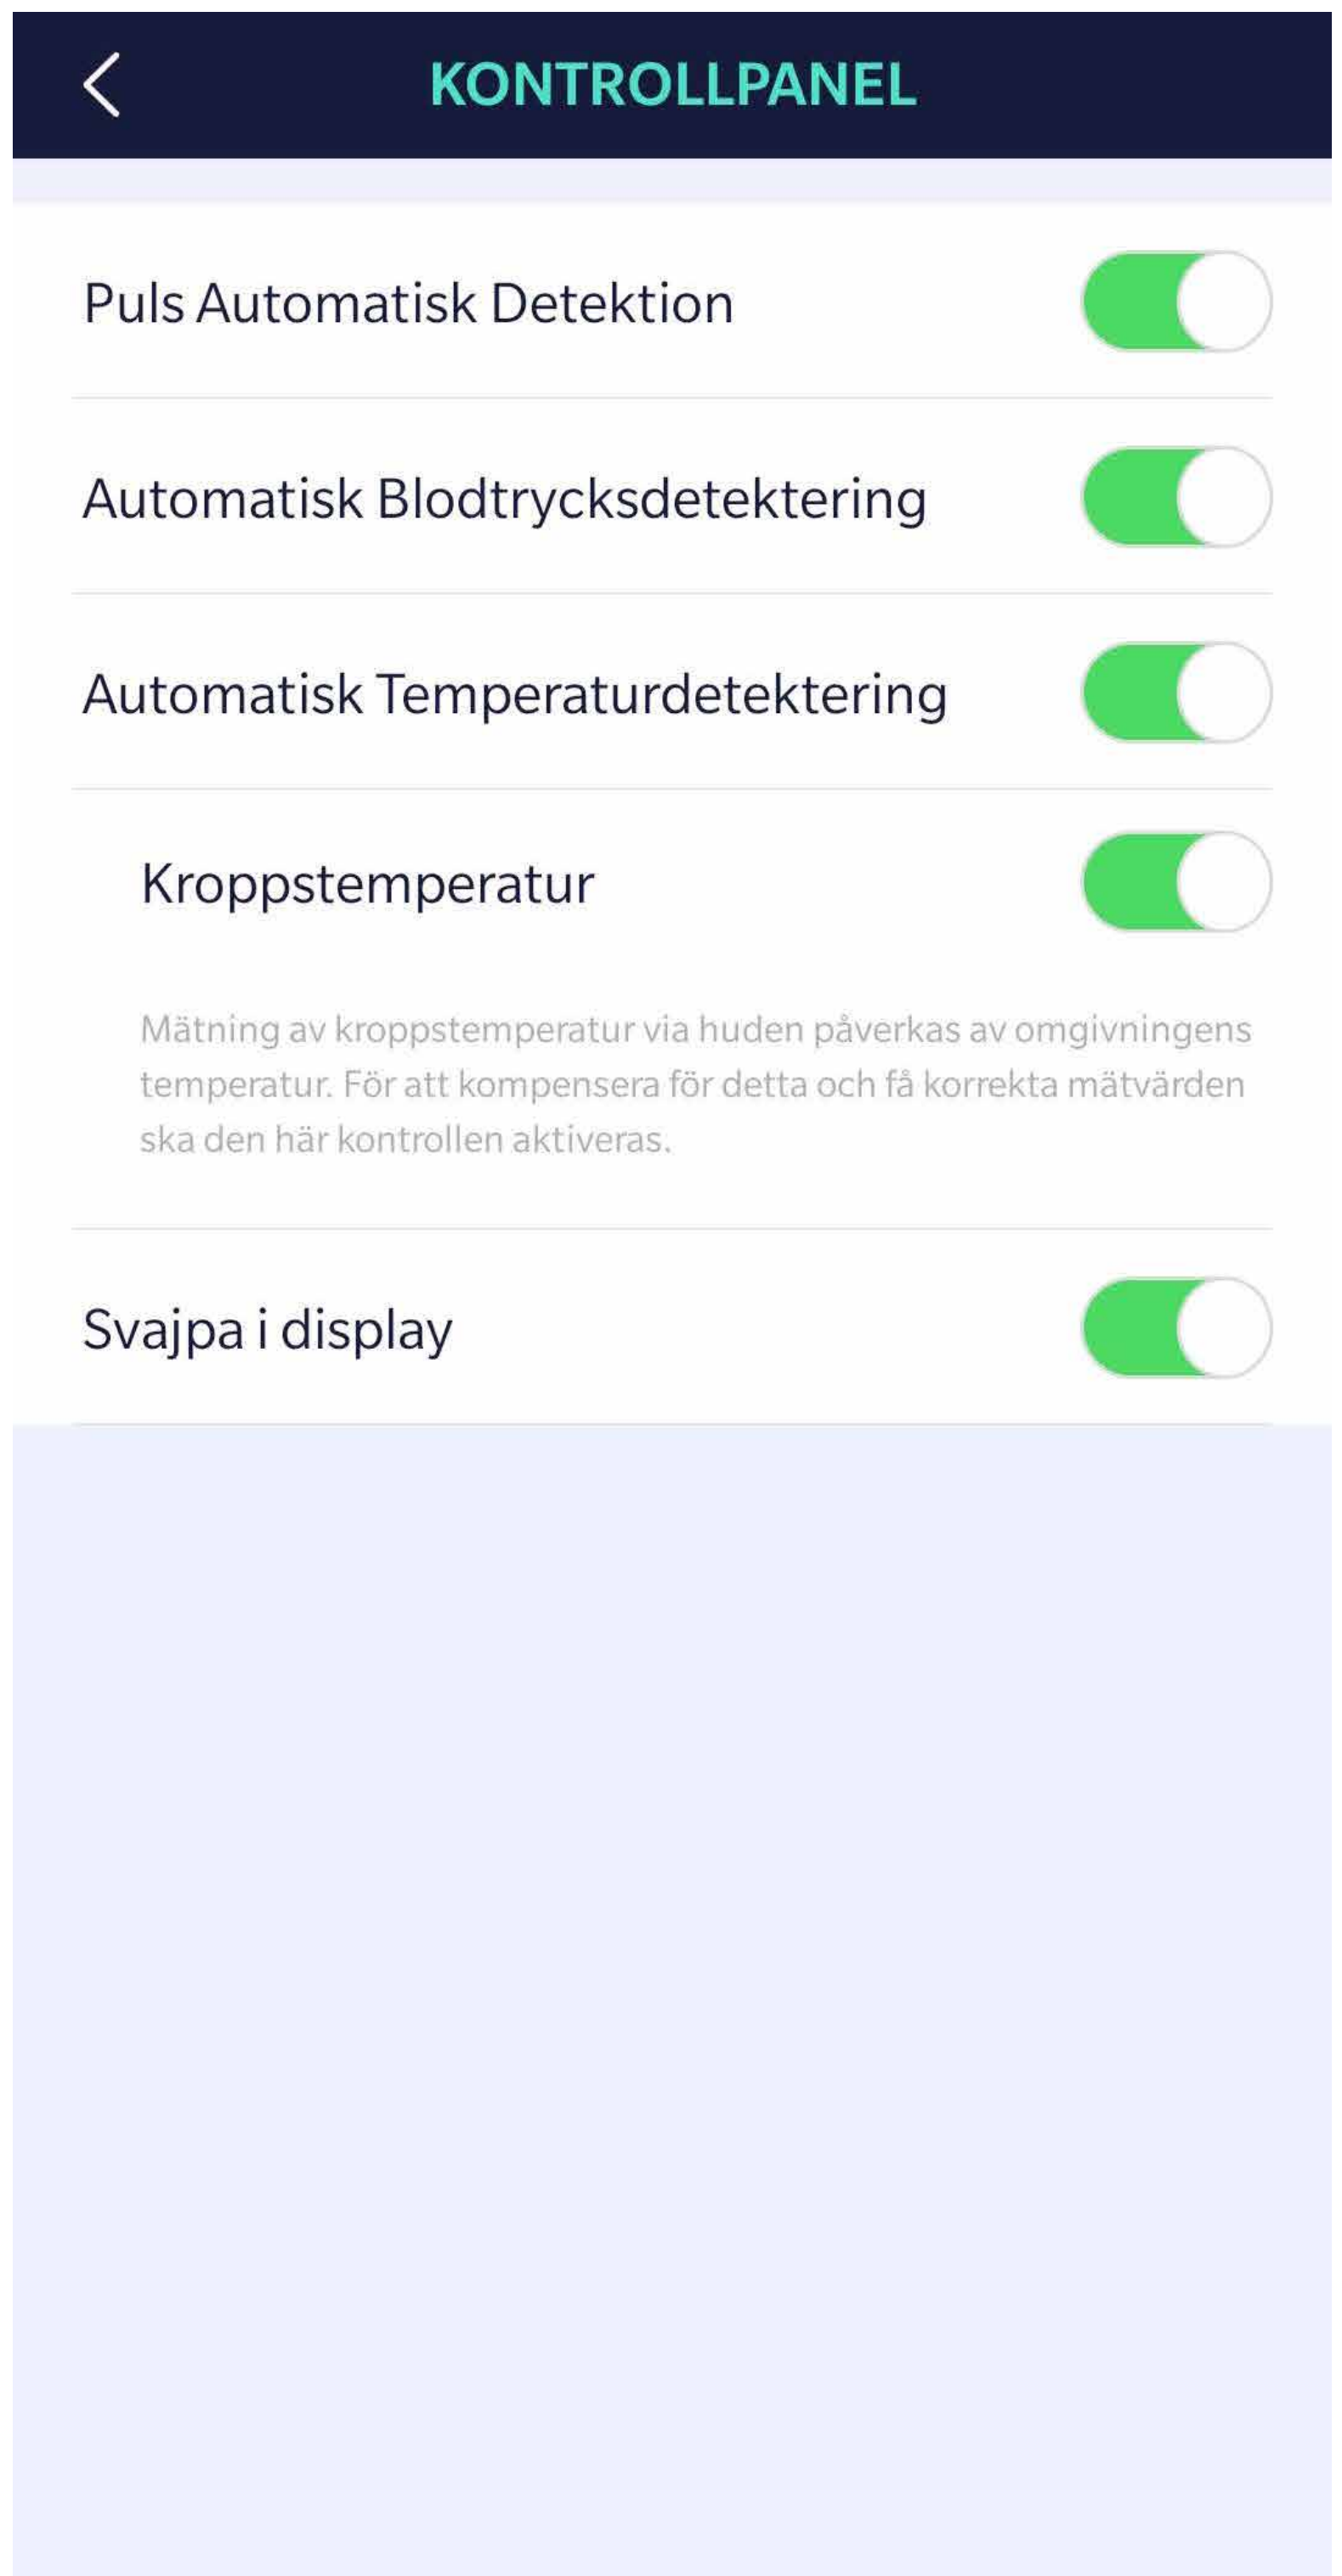 KONTROLLPANEL
Puls Automatisk Detektion
Automatisk Blodtrycksdetektering
Automatisk Temperaturdetektering
Kroppstemperatur
Mätning av kroppstemperatur via huden påverkas av omgivningens
temperatur. För att kompensera för detta och få korrekta mätvärden
ska den här kontrollen aktiveras.
Svajpa i display